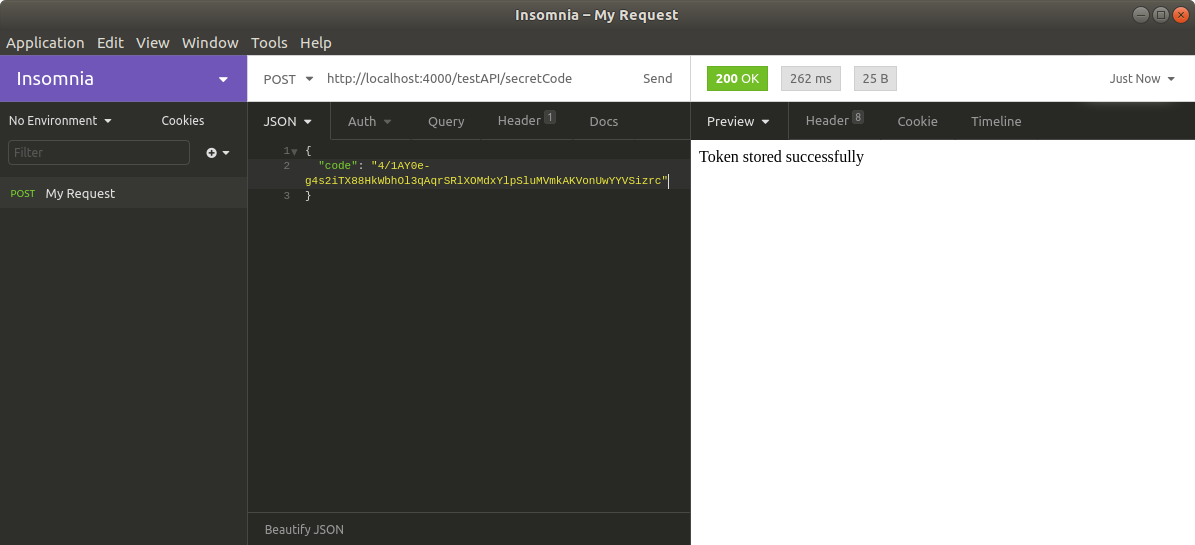 Insomnia – My Request
Application Edit View Window Tools Help
Insomnia
POST http://localhost:4000/testAPI/secretCode Send
200 OK 262 ms 25 B Just Now
No Environment Cookies
JSON Auth Query Header 1 Docs
Preview Header 8 Cookie Timeline
Filter
POST My Request
1 {
2 "code": "4/1AY0e-
g4s2iTX88HkWbhOl3qAqrSRlXOMdxYlpSluMVmkAKVonUwYYVSizrc"
3 }
Token stored successfully
Beautify JSON